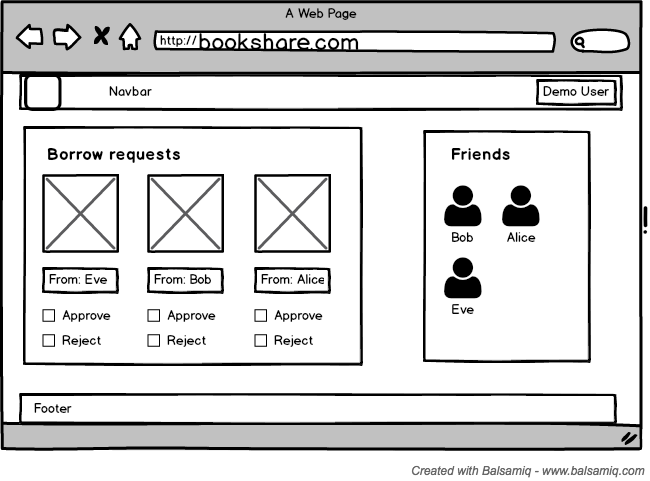 A Web Page
http:// bookshare.com
Navbar
Demo User
Borrow requests
From: Eve
From: Bob
From: Alice
Approve
Approve
Approve
Reject
Reject
Reject
Friends
Bob
Alice
Eve
!
Footer
Created with Balsamiq - www.balsamiq.com